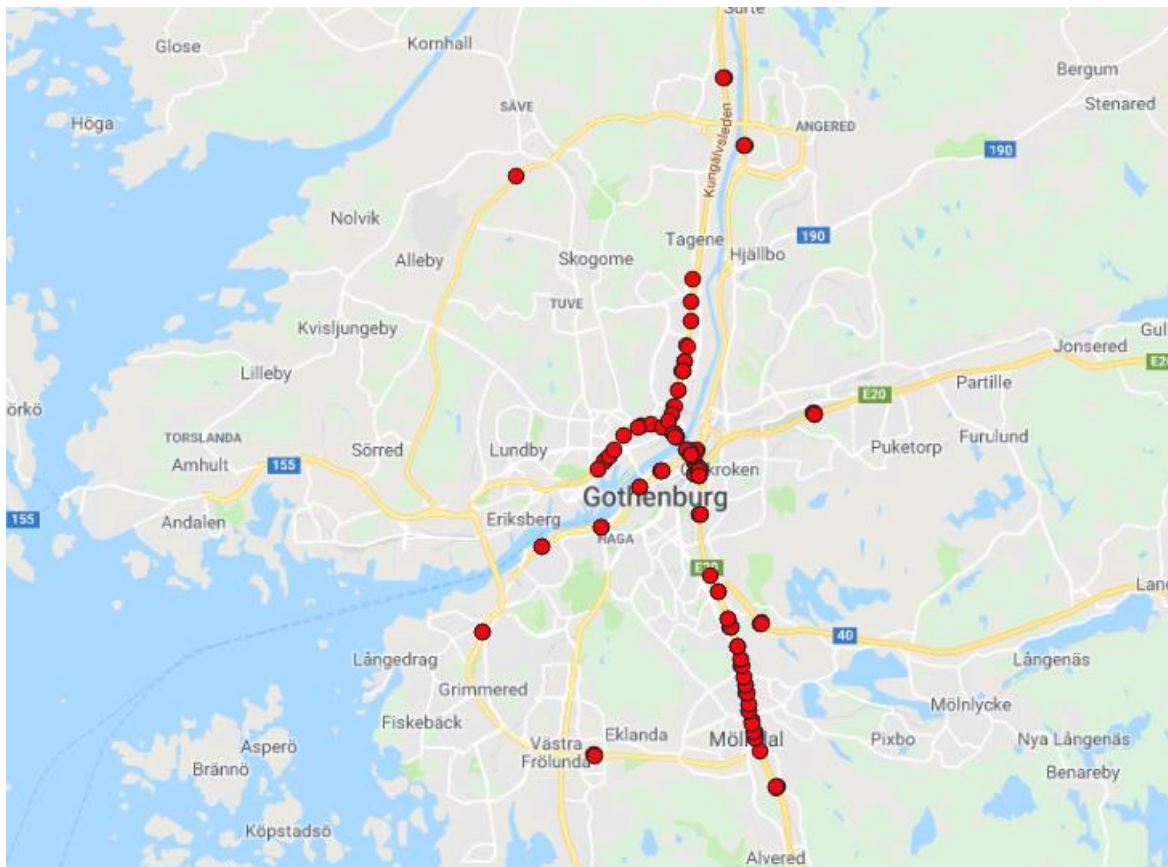 Surte
Glose
Kornhall
Bergum
Stenared
SÄVE
Höga
ANGERED
190
Kungälvsleden
Nolvik
190
Tagene
Alleby
Skogome
Hjällbo
TUVE
Kvisljungeby
Jonsered
Lilleby
E20
Partille
E20
TORSLANDA
Sörred
Lundby
Puketorp
Furulund
Amhult
155
Gothenburg
155
Andalen
Eriksberg
HAGA
E20
40
Långedrag
Långenäs
Grimmered
Mölnlycke
Fiskebäck
Asperö
Eklanda
Pixbo
Nya Långenäs
Västra
Frölunda
Brännö
Benareby
Köpstadsö
Alvered